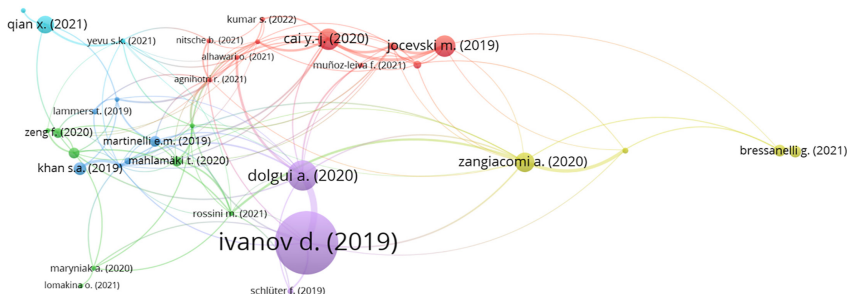 kumar s. (2022)
qian x. (2021)
yevu s.k. (2021)
nitsche b. (2021)
cai y.-j. (2020)
jocevski m. (2019)
alhawari o. (2021)
muñoz-leiva f. (2021)
agnihotri r. (2021)
lammers t. (2019)
zeng f. (2020)
martinelli e.m. (2019)
bressanelli g. (2021)
khan s.a. (2019)
mahlamaki t. (2020)
zangiacomi a. (2020)
dolgui a. (2020)
rossini m. (2021)
ivanov d. (2019)
maryniak a. (2020)
lomakina o. (2021)
schlüter f. (2019)